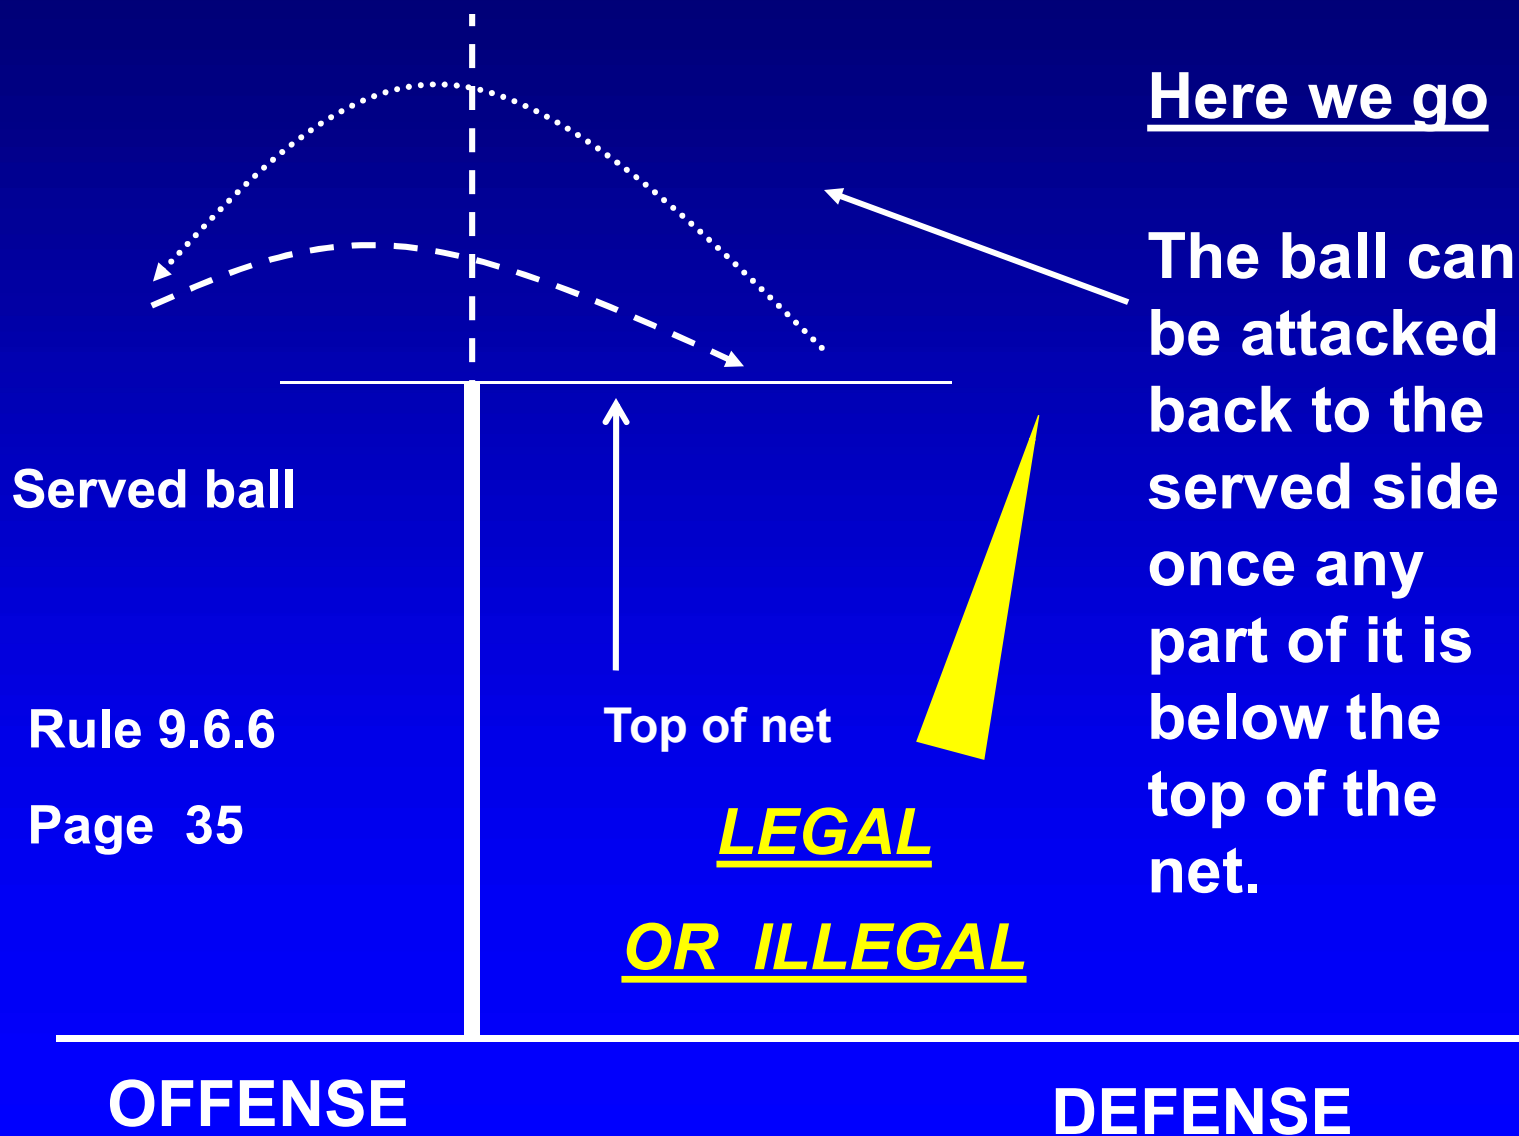 Here we go
The ball can
be attacked
back to the
served side
once any
part of it is
below the
top of the
net.
Served ball
Rule 9.6.6
Page 35
Top of net
LEGAL
OR ILLEGAL
OFFENSE
DEFENSE